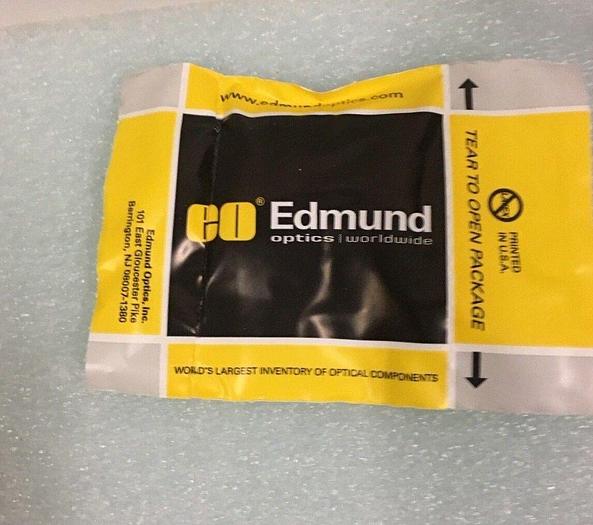 www.edmundoptics.com
eo® Edmund
optics | worldwide
WORLD'S LARGEST INVENTORY OF OPTICAL COMPONENTS
Edmund Optics, Inc.
101 East Gloucester Pike
Barrington, NJ 08007-1380
TEAR TO OPEN PACKAGE
PRINTED
IN U.S.A.